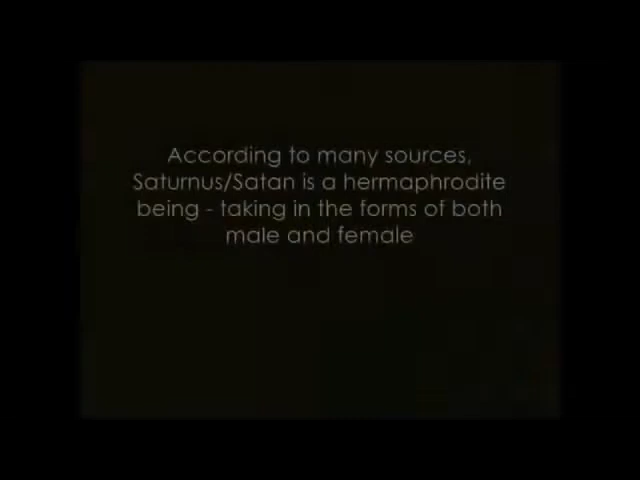 According to many sources,
Saturnus/Satan is a hermaphrodite
being - taking in the forms of both
male and female